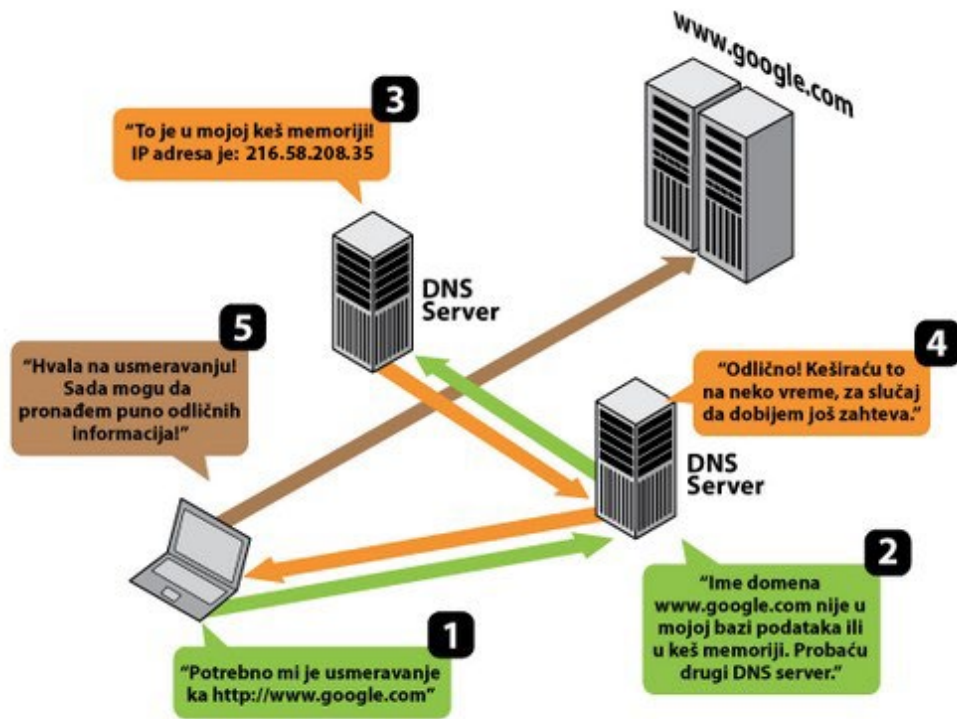 www.google.com
3
“To je u mojoj keš memoriji!
IP adresa je: 216.58.208.35
DNS
Server
5
“Hvala na usmeravanju!
Sada mogu da
pronađem puno odličnih
informacija!”
4
“Odlično! Keširaću to
na neko vreme, za slučaj
da dobijem još zahteva.”
DNS
Server
2
“Ime domena
www.google.com nije u
mojoj bazi podataka ili
u keš memoriji. Probaću
drugi DNS server.”
1
“Potrebno mi je usmeravanje
ka http://www.google.com”